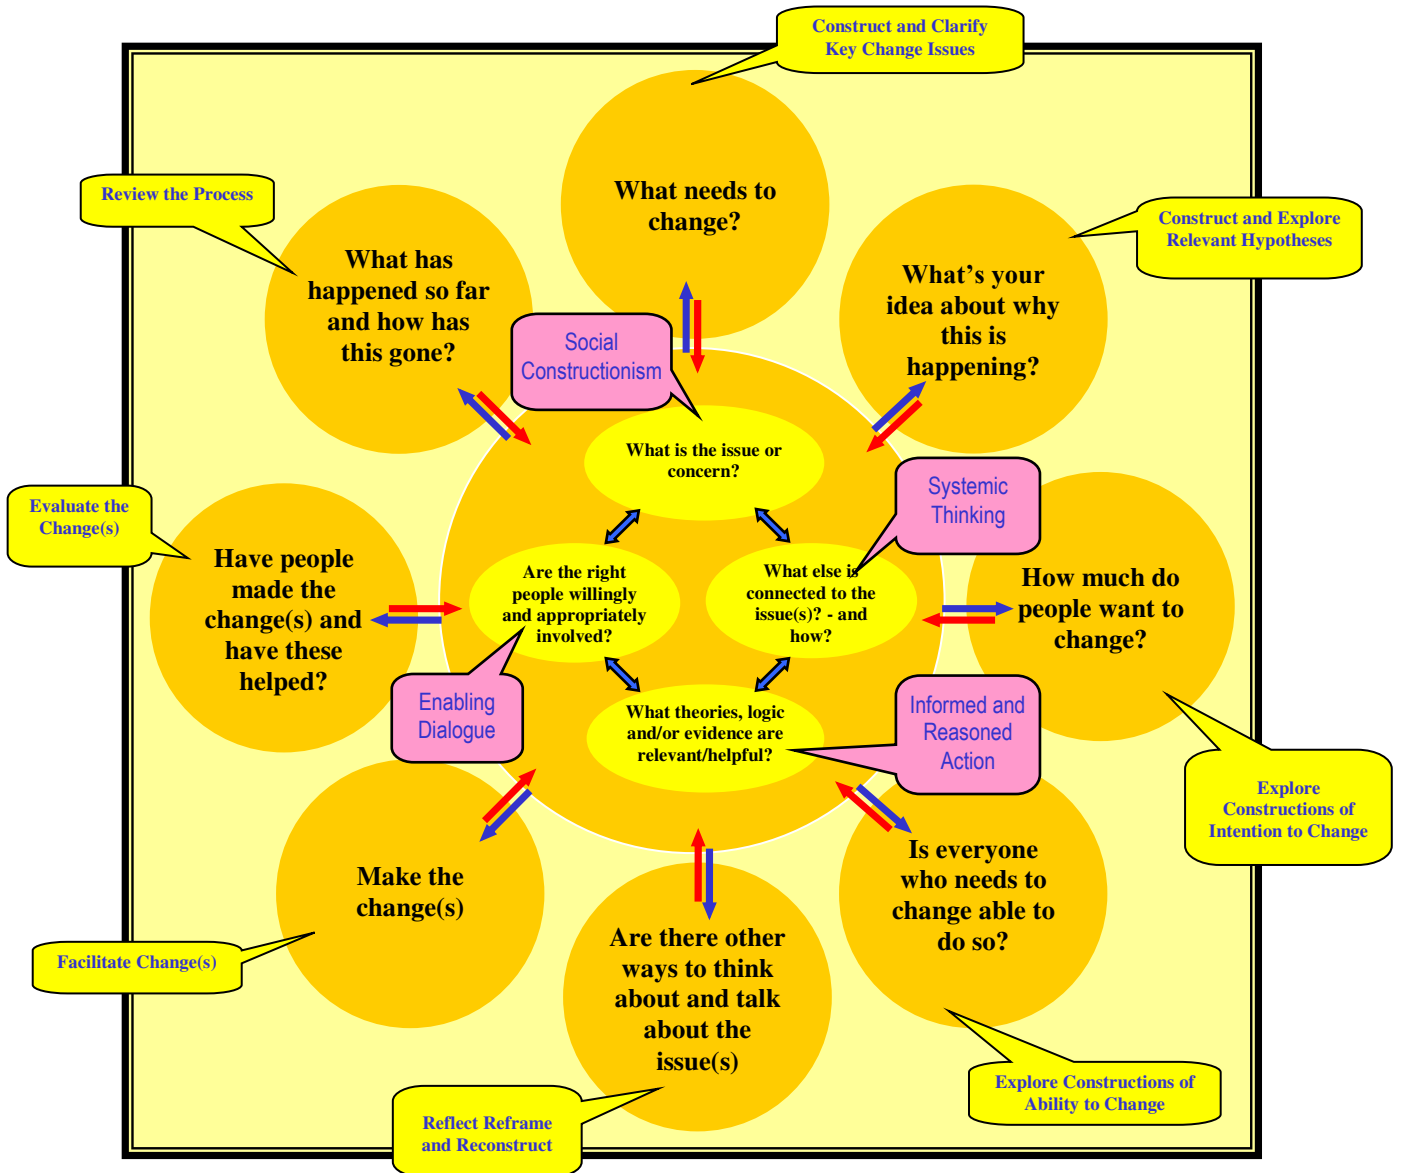 Construct and Clarify
Key Change Issues
What needs to
change?
Review the Process
What has
happened so far
and how has
this gone?
Construct and Explore
Relevant Hypotheses
What's your
idea about why
this is
happening?
Social
Constructionism
What is the issue or
concern?
Systemic
Thinking
Evaluate the
Change(s)
Have people
made the
change(s) and
have these
helped?
Are the right
people willingly
and appropriately
involved?
What else is
connected to the
issue(s)? - and
how?
How much do
people want to
change?
Enabling
Dialogue
What theories, logic
and/or evidence are
relevant/helpful?
Informed and
Reasoned
Action
Explore
Constructions of
Intention to Change
Make the
change(s)
Is everyone
who needs to
change able to
do so?
Facilitate Change(s)
Are there other
ways to think
about and talk
about the
issue(s)
Explore Constructions of
Ability to Change
Reflect Reframe
and Reconstruct